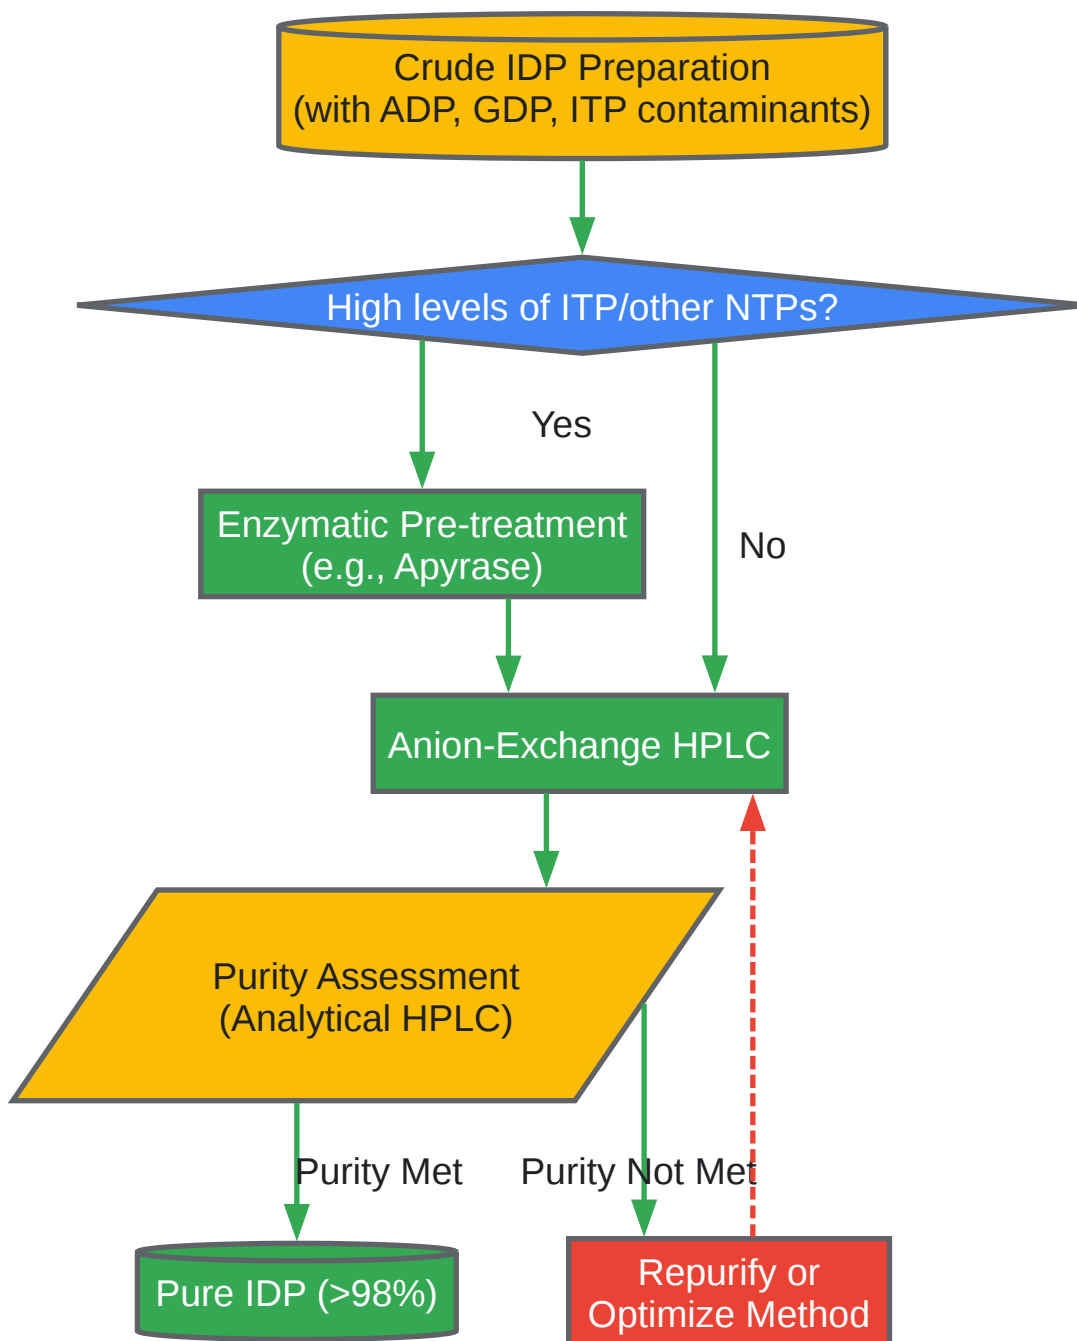 Crude IDP Preparation
(with ADP, GDP, ITP contaminants)
High levels of ITP/other NTPs?
Yes
Enzymatic Pre-treatment
(e.g., Apyrase)
No
Anion-Exchange HPLC
Purity Assessment
(Analytical HPLC)
Purity Met
Purity Not Met
Pure IDP (>98%)
Repurify or
Optimize Method